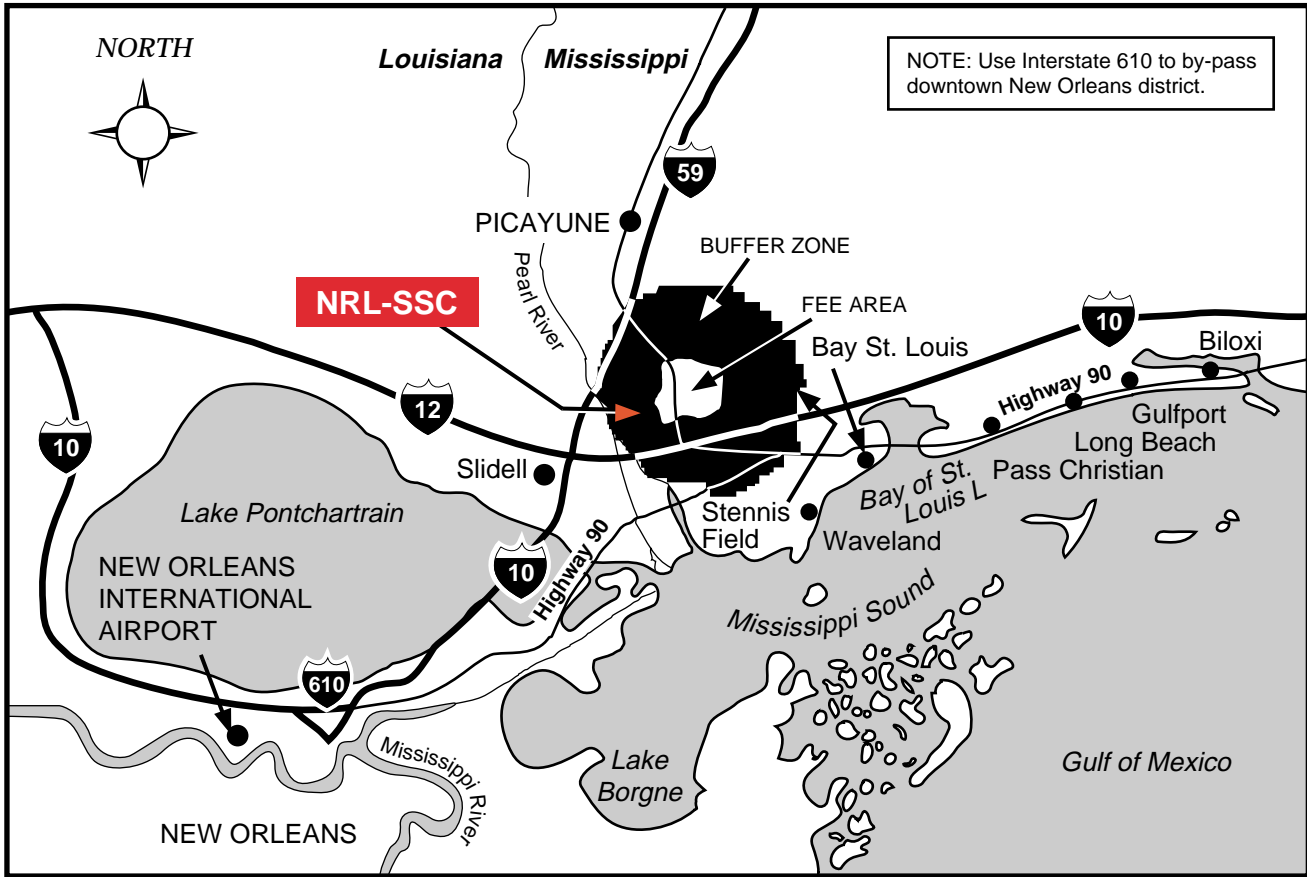 NORTH
Louisiana
Mississippi
NOTE: Use Interstate 610 to by-pass
downtown New Orleans district.
59
PICAYUNE
Pearl River
BUFFER ZONE
NRL-SSC
FEE AREA
10
Bay St. Louis
Biloxi
Highway 90
12
10
Gulfport
Long Beach
Pass Christian
Slidell
Bay of St.
Louis L
Stennis
Field
Waveland
Lake Pontchartrain
10
Highway 90
NEW ORLEANS
INTERNATIONAL
AIRPORT
610
Mississippi Sound
Mississippi River
Lake
Borgne
Gulf of Mexico
NEW ORLEANS